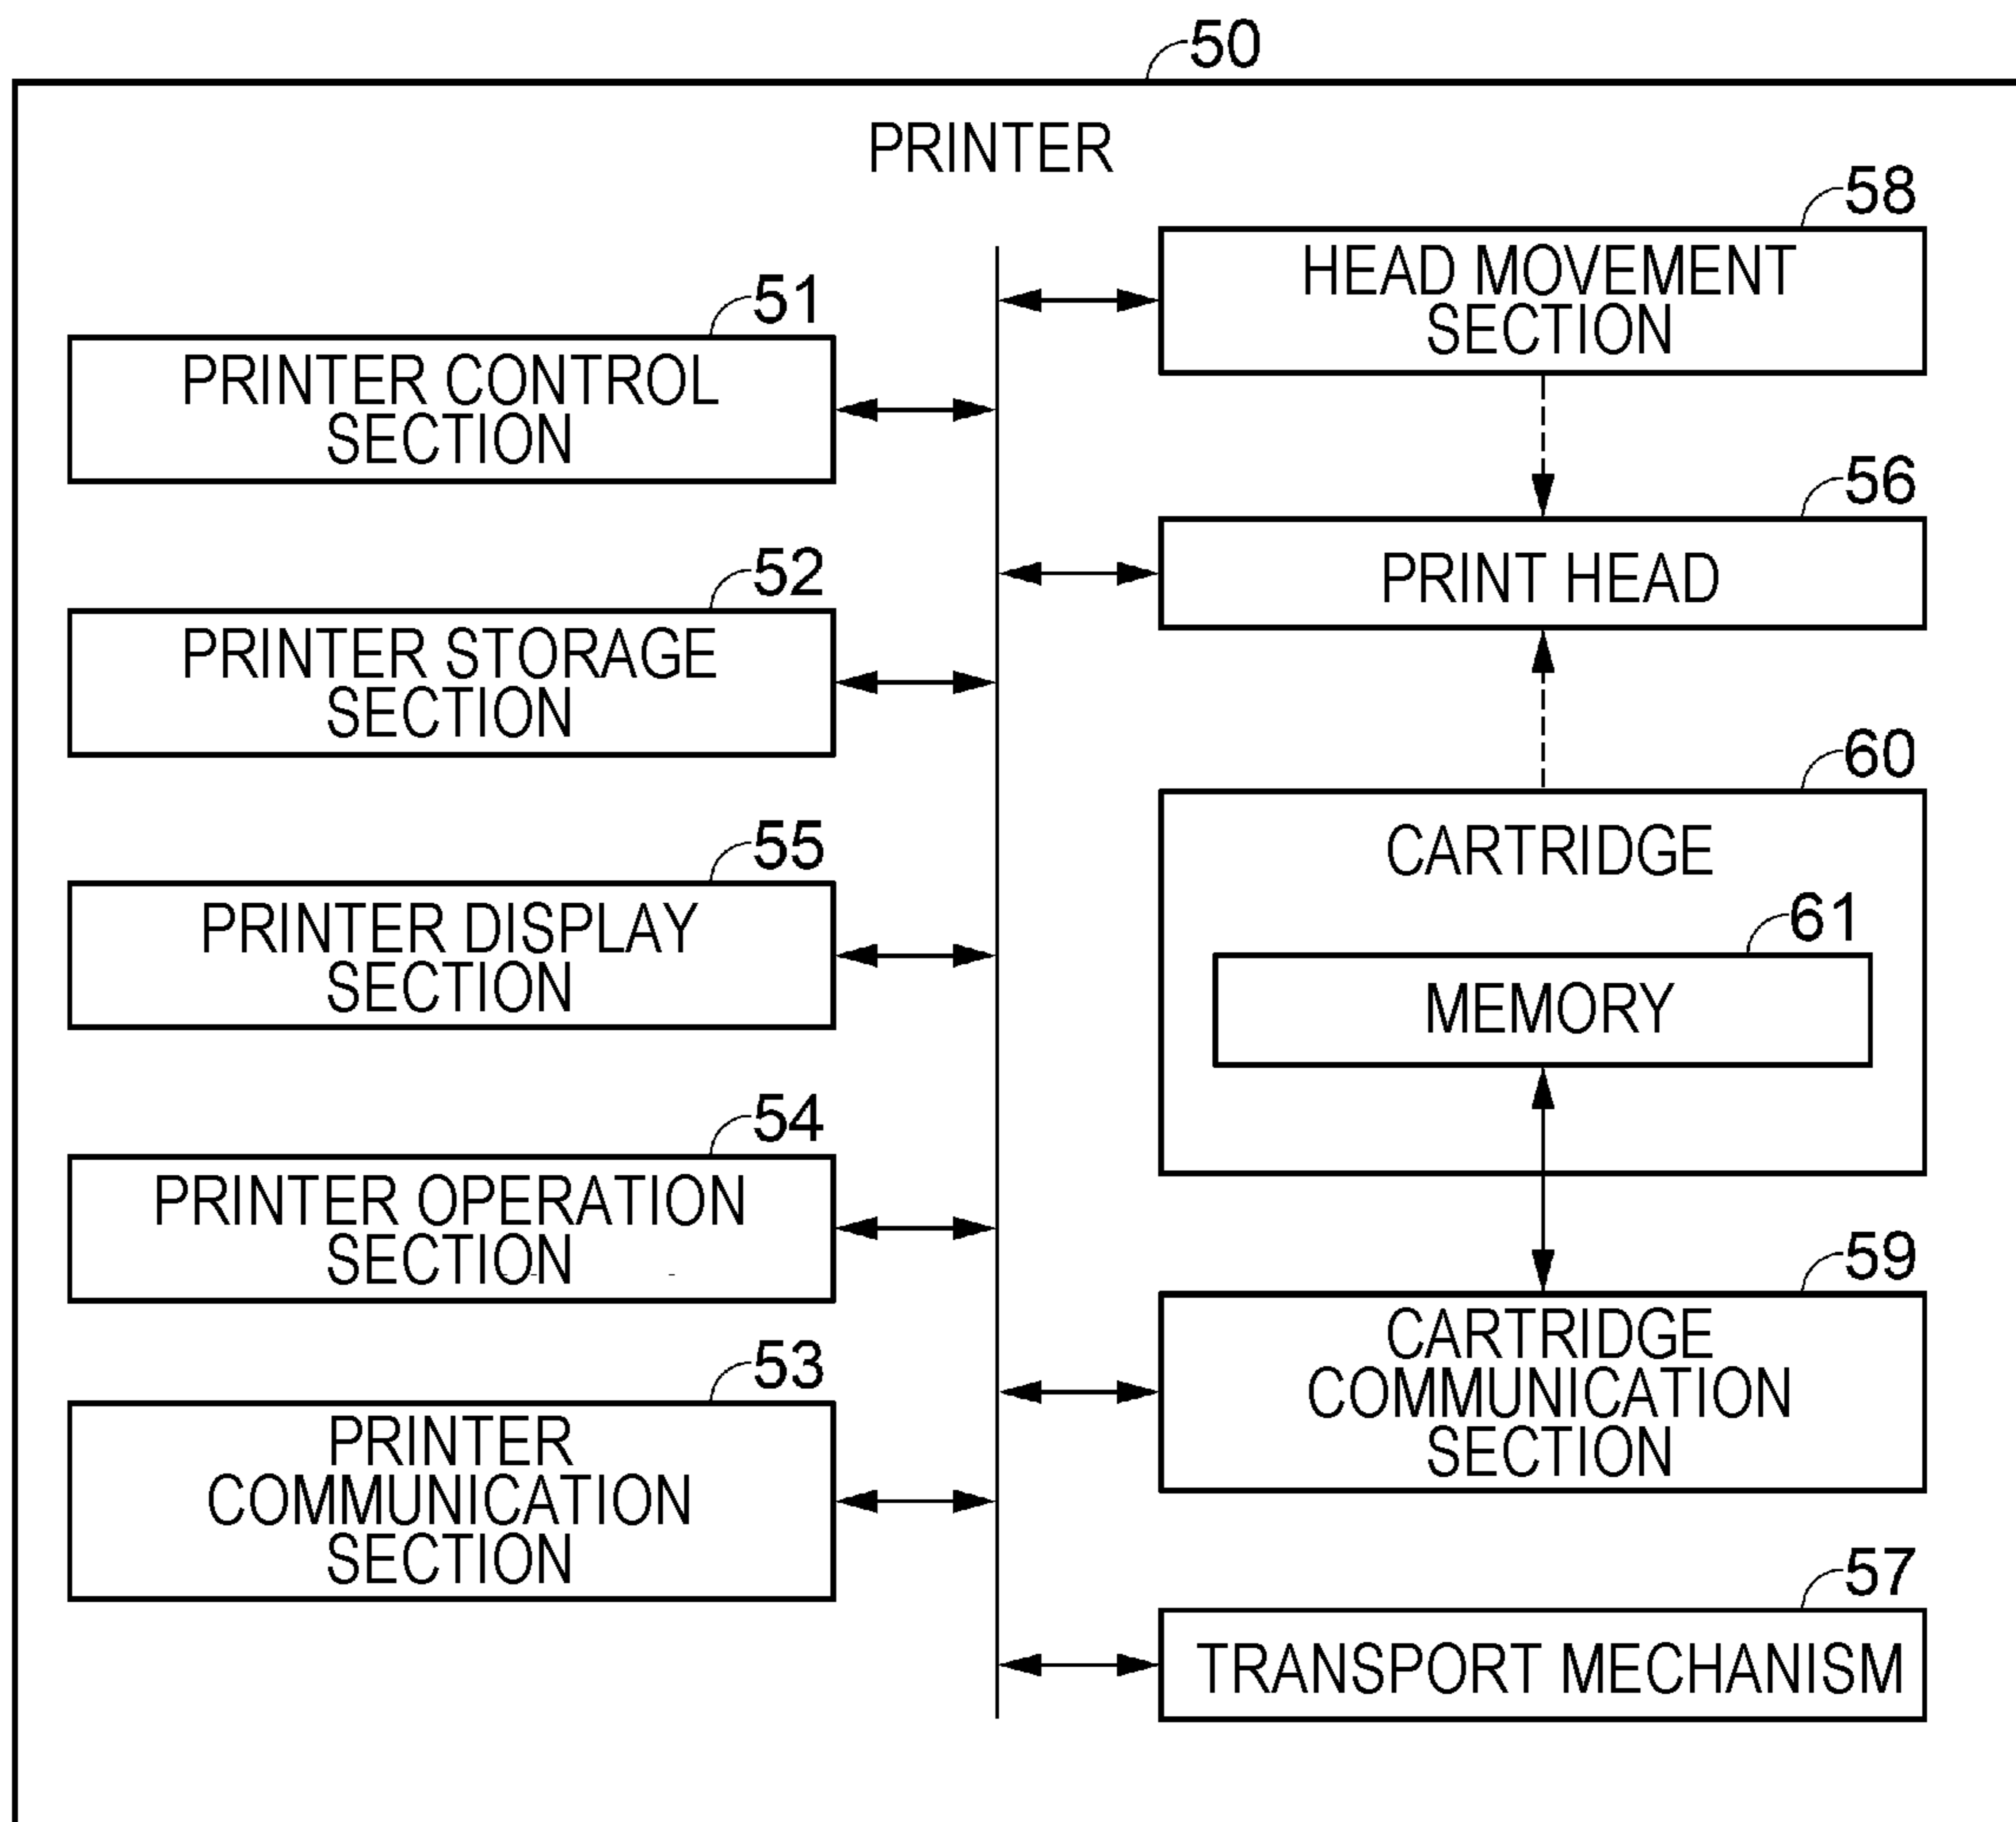 50
PRINTER
51
PRINTER CONTROL
SECTION
52
PRINTER STORAGE
SECTION
55
PRINTER DISPLAY
SECTION
54
PRINTER OPERATION
SECTION
53
PRINTER
COMMUNICATION
SECTION
58
HEAD MOVEMENT
SECTION
56
PRINT HEAD
60
CARTRIDGE
61
MEMORY
59
CARTRIDGE
COMMUNICATION
SECTION
57
TRANSPORT MECHANISM